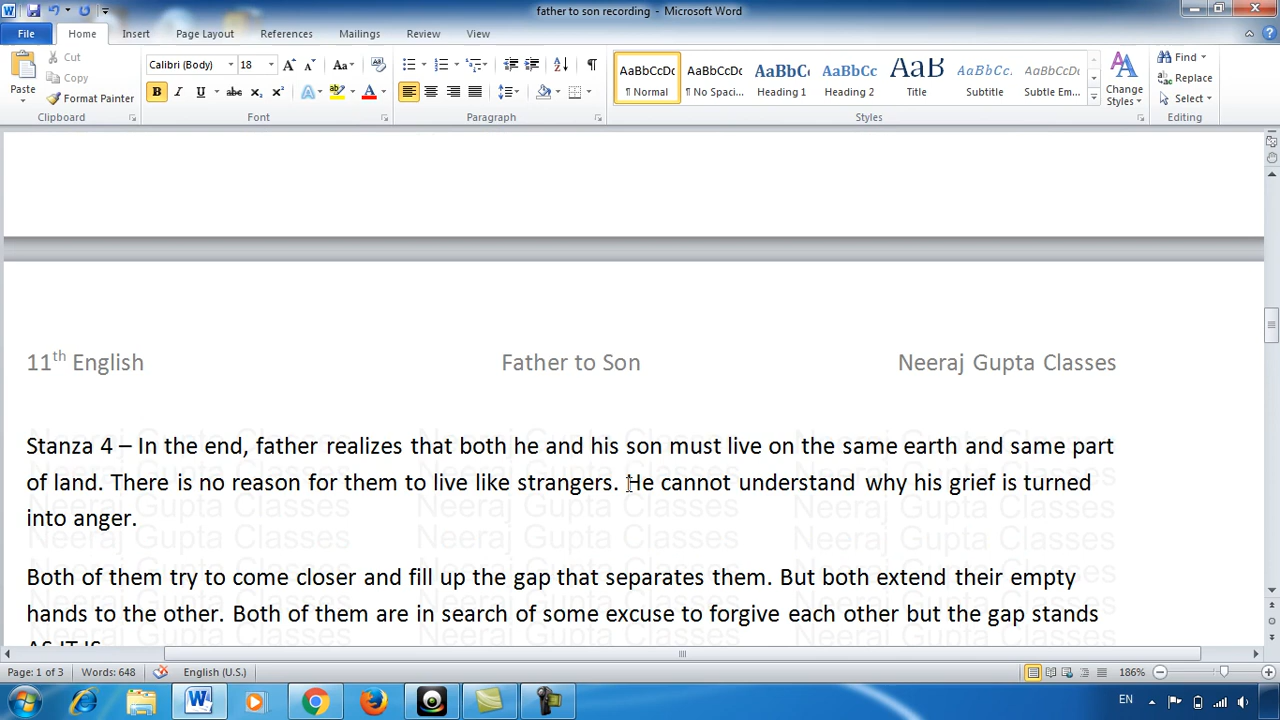 father to son recording - Microsoft Word
File Home Insert Page Layout References Mailings Review View
Paste
Cut
Copy
Format Painter
Clipboard
Calibri (Body) 18
Font
Paragraph
AaBbCcDc AaBbCcDc AaBbC AaBbCc AaB AaBbCc. AaBbCcDc
¶ Normal ¶ No Spaci... Heading 1 Heading 2 Title Subtitle Subtle Em...
Styles
Change Styles
Find
Replace
Select
Editing
11th English Father to Son Neeraj Gupta Classes
Stanza 4 – In the end, father realizes that both he and his son must live on the same earth and same part
of land. There is no reason for them to live like strangers. He cannot understand why his grief is turned
into anger.
Both of them try to come closer and fill up the gap that separates them. But both extend their empty
hands to the other. Both of them are in search of some excuse to forgive each other but the gap stands
AS IT IS
Neeraj Gupta Classes
Page: 1 of 3 Words: 648 English (U.S.) 186%
EN